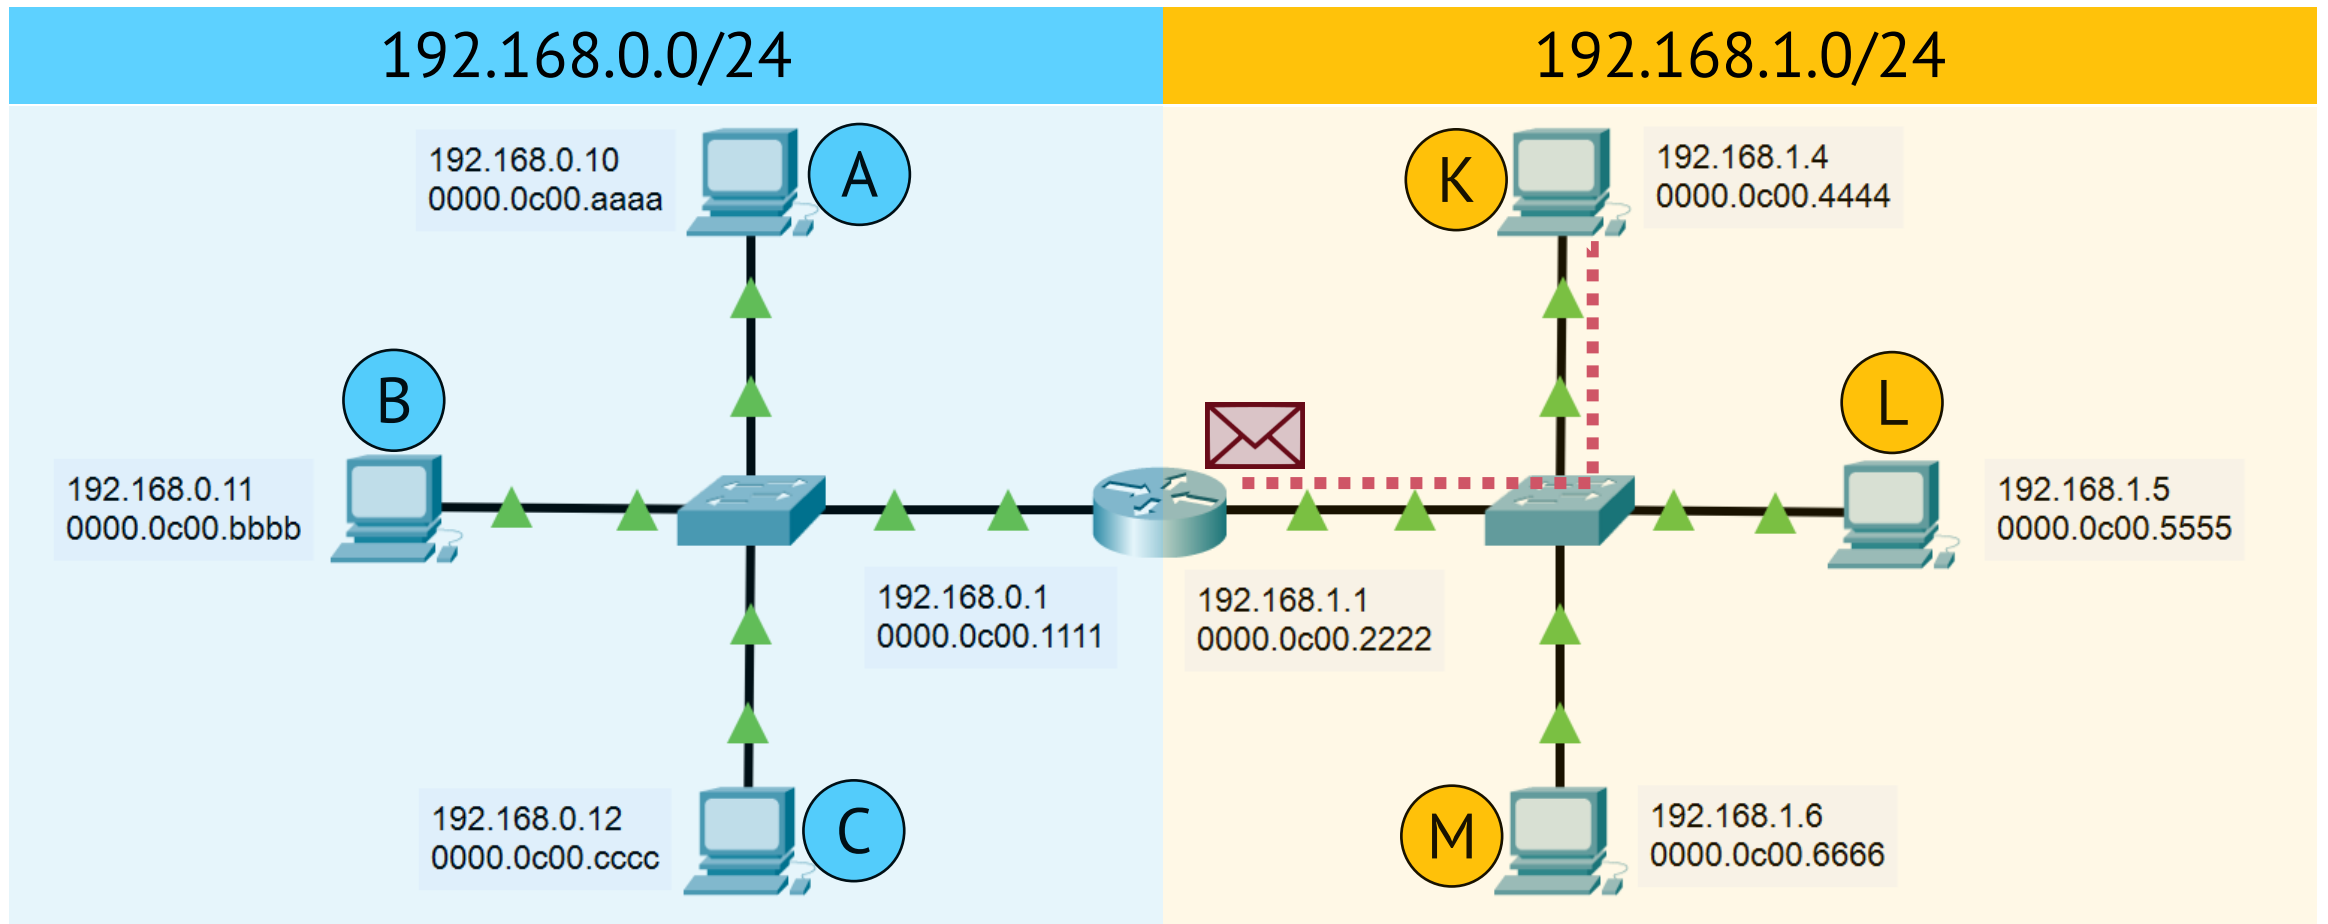 192.168.0.0/24
192.168.1.0/24
192.168.0.10
0000.0c00.aaaa
A
K
192.168.1.4
0000.0c00.4444
B
L
192.168.0.11
0000.0c00.bbbb
192.168.1.5
0000.0c00.5555
192.168.0.1
0000.0c00.1111
192.168.1.1
0000.0c00.2222
192.168.0.12
0000.0c00.cccc
C
M
192.168.1.6
0000.0c00.6666